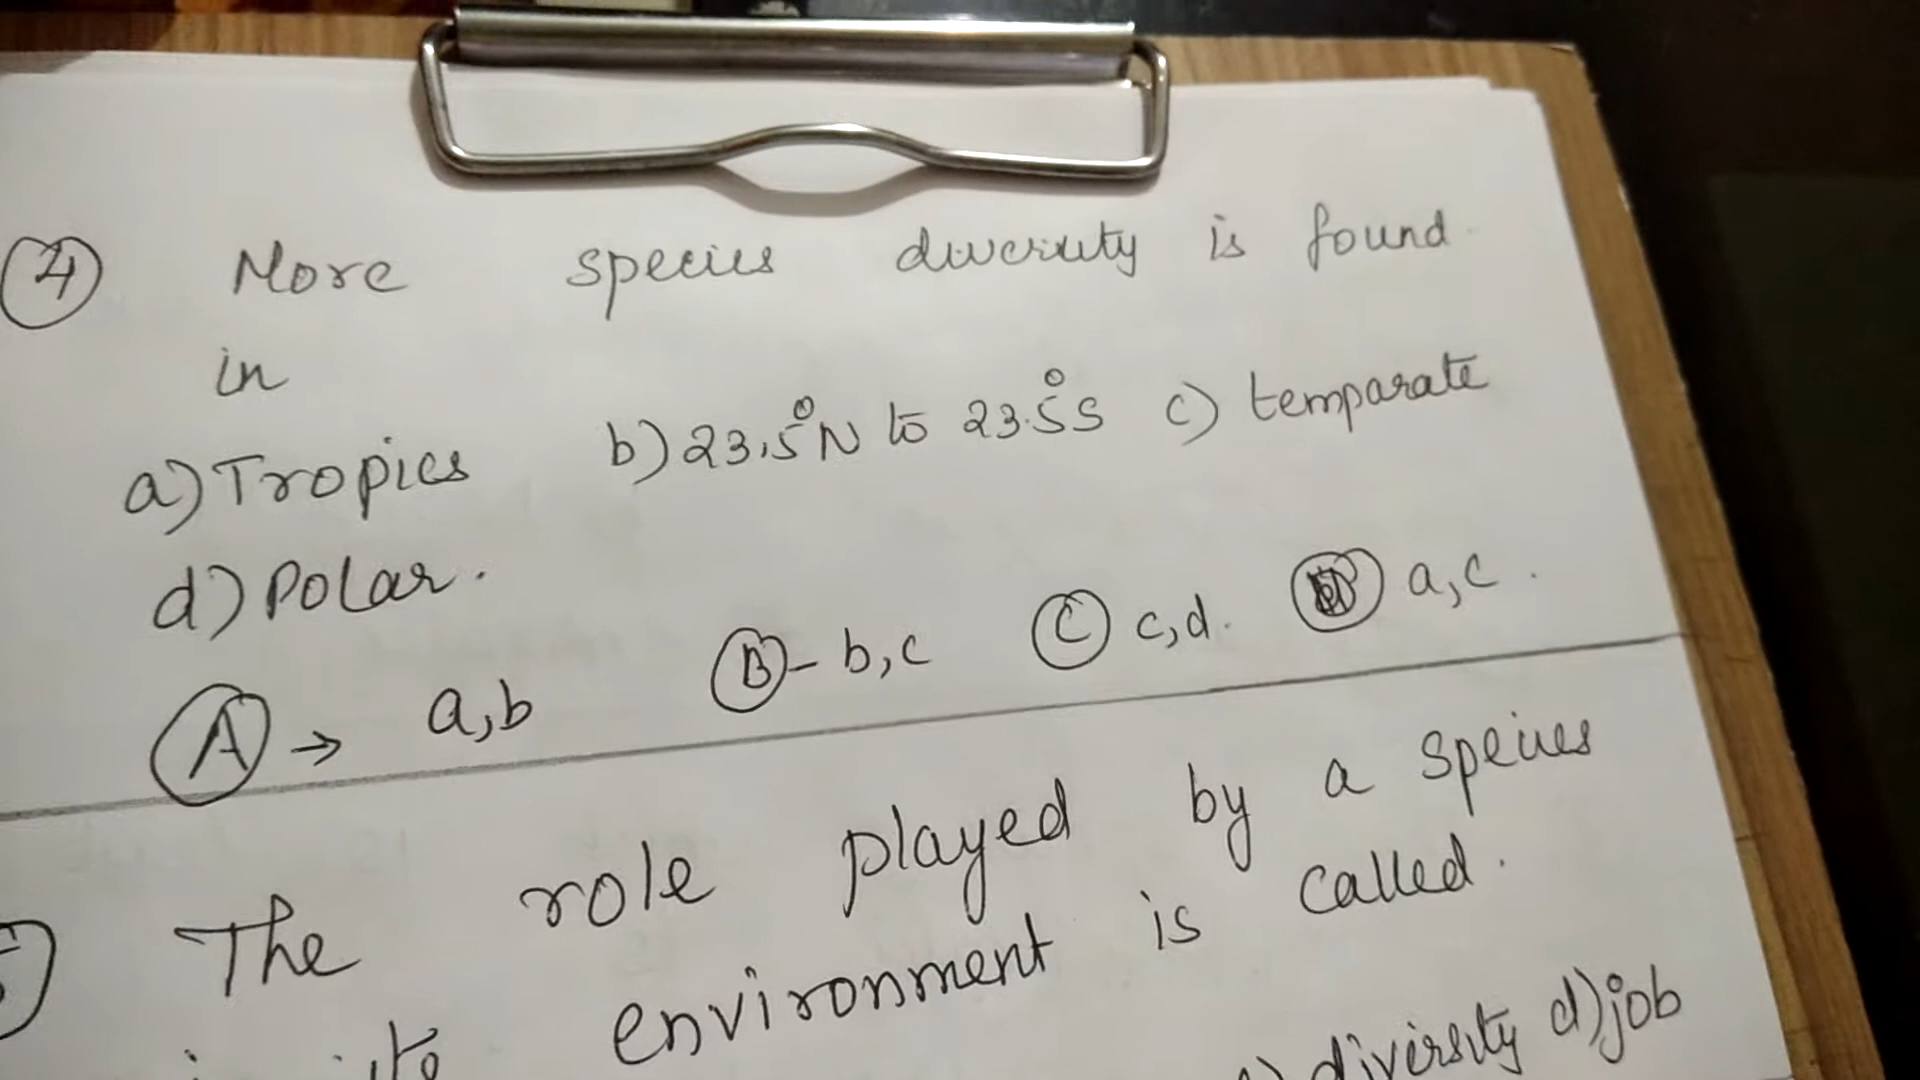 4 More species diversity is found
in
a) Tropics b) 23.5°N to 23.5°S c) temparate
d) Polar.
A → a,b B - b,c C c,d. D a,c.
The role played by a species
environment is called.
diversity d) job